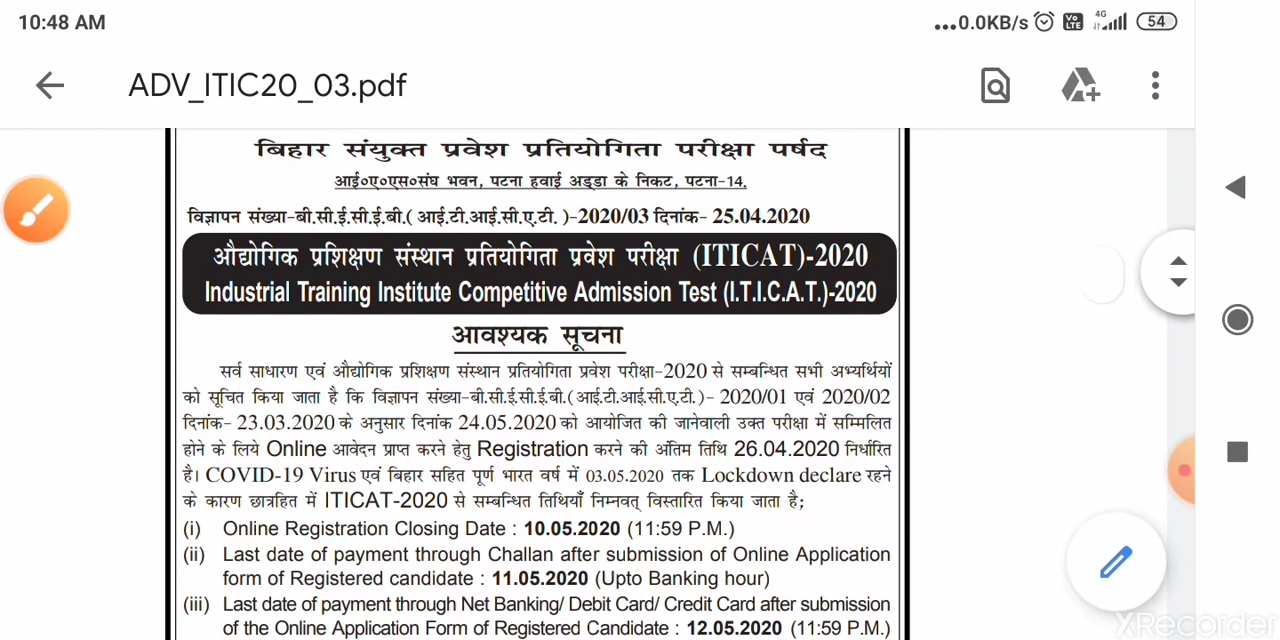 10:48 AM
...0.0KB/s Vo LTE 4G 54
ADV_ITIC20_03.pdf
बिहार संयुक्त प्रवेश प्रतियोगिता परीक्षा पर्षद
आई०ए०एस०संघ भवन, पटना हवाई अड्डा के निकट, पटना-14,
विज्ञापन संख्या-बी.सी.ई.सी.ई.बी.(आई.टी.आई.सी.ए.टी.)-2020/03 दिनांक- 25.04.2020
औद्योगिक प्रशिक्षण संस्थान प्रतियोगिता प्रवेश परीक्षा (ITICAT)-2020
Industrial Training Institute Competitive Admission Test (I.T.I.C.A.T.)-2020
आवश्यक सूचना
सर्व साधारण एवं औद्योगिक प्रशिक्षण संस्थान प्रतियोगिता प्रवेश परीक्षा-2020 से सम्बन्धित सभी अभ्यर्थियों
को सूचित किया जाता है कि विज्ञापन संख्या-बी.सी.ई.सी.ई.बी.(आई.टी.आई.सी.ए.टी.)- 2020/01 एवं 2020/02
दिनांक- 23.03.2020 के अनुसार दिनांक 24.05.2020 को आयोजित की जानेवाली उक्त परीक्षा में सम्मिलित
होने के लिये Online आवेदन प्राप्त करने हेतु Registration करने की अंतिम तिथि 26.04.2020 निर्धारित
है। COVID-19 Virus एवं बिहार सहित पूर्ण भारत वर्ष में 03.05.2020 तक Lockdown declare रहने
के कारण छात्रहित में ITICAT-2020 से सम्बन्धित तिथियाँ निम्नवत् विस्तारित किया जाता है;
(i) Online Registration Closing Date : 10.05.2020 (11:59 P.M.)
(ii) Last date of payment through Challan after submission of Online Application
form of Registered candidate : 11.05.2020 (Upto Banking hour)
(iii) Last date of payment through Net Banking/ Debit Card/ Credit Card after submission
of the Online Application Form of Registered Candidate : 12.05.2020 (11:59 P.M.)
XRecorder